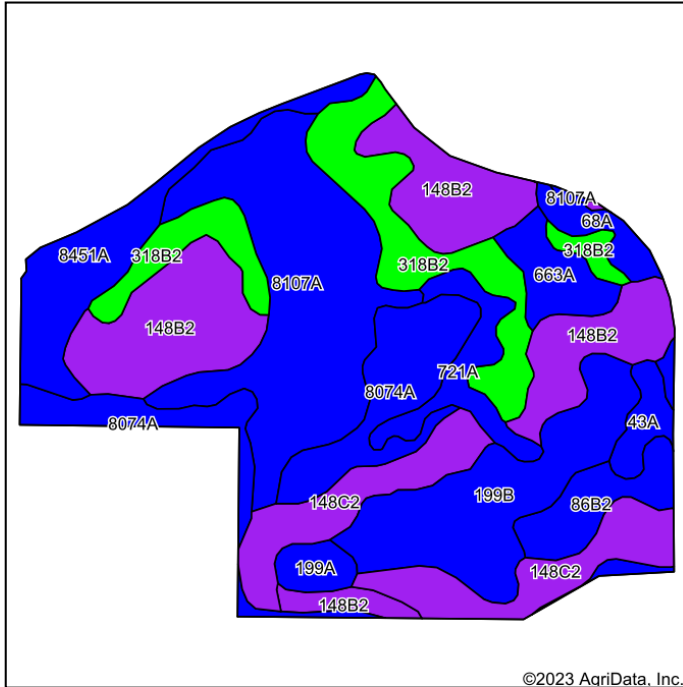 148B2
8107A
68A
8451A
318B2
318B2
318B2
8107A
663A
148B2
148B2
721A
8074A
8074A
43A
148C2
199B
86B2
199A
148C2
148B2
©2023 AgriData, Inc.